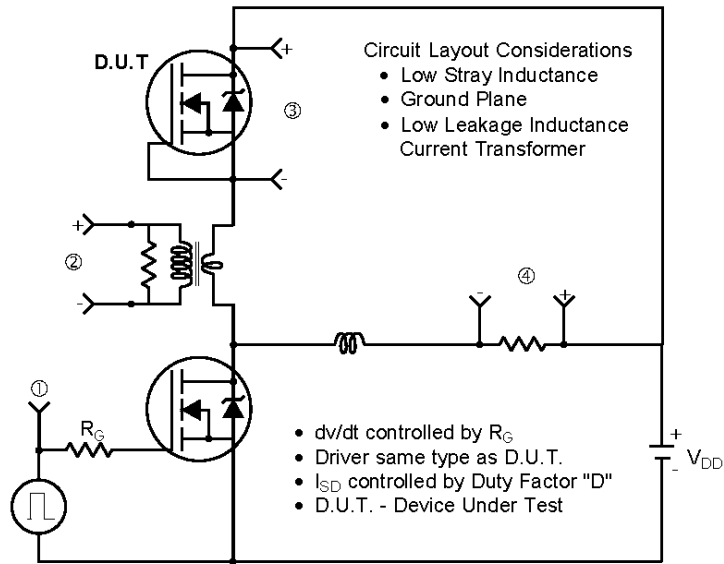 D.U.T
+
③
-
Circuit Layout Considerations
• Low Stray Inductance
• Ground Plane
• Low Leakage Inductance
Current Transformer
+
②
-
④
-
+
①
R_G
• dv/dt controlled by R_G
• Driver same type as D.U.T.
• I_SD controlled by Duty Factor "D"
• D.U.T. - Device Under Test
+
-
V_DD